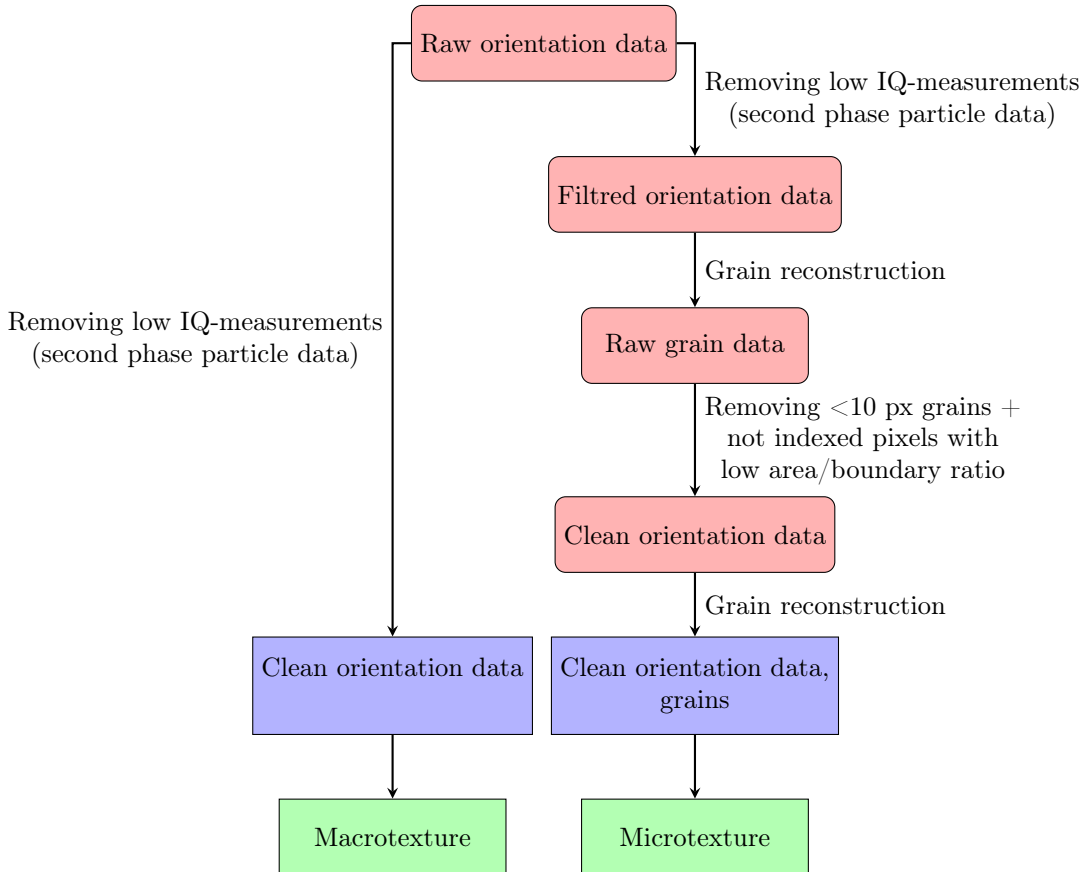 Raw orientation data
Removing low IQ-measurements
(second phase particle data)
Filtred orientation data
Grain reconstruction
Removing low IQ-measurements
(second phase particle data)
Raw grain data
Removing <10 px grains +
not indexed pixels with
low area/boundary ratio
Clean orientation data
Grain reconstruction
Clean orientation data
Clean orientation data,
grains
Macrotexture
Microtexture